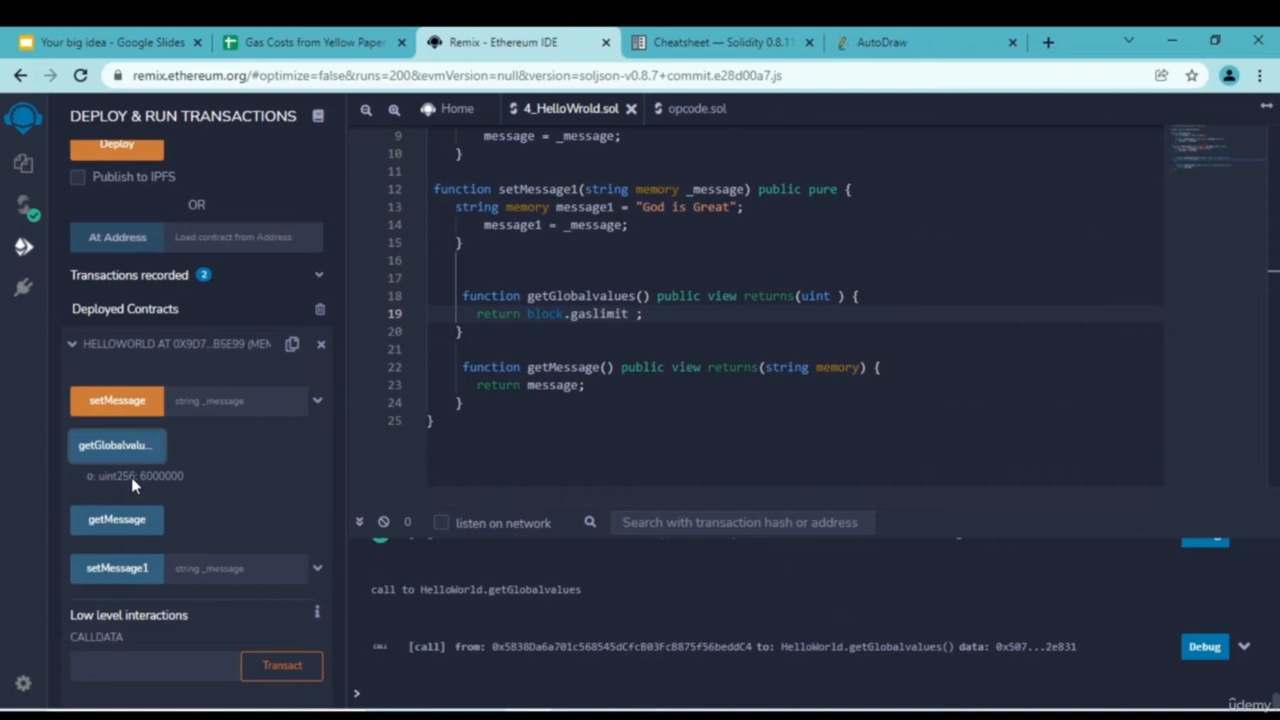 Your big idea - Google Slides
Gas Costs from Yellow Paper
Remix - Ethereum IDE
Cheatsheet — Solidity 0.8.11
AutoDraw
remix.ethereum.org/#optimize=false&runs=200&evmVersion=null&version=soljson-v0.8.7+commit.e28d00a7.js
DEPLOY & RUN TRANSACTIONS
Home
4_HelloWrold.sol
opcode.sol
Deploy
Publish to IPFS
OR
At Address
Load contract from Address
Transactions recorded 2
Deployed Contracts
HELLOWORLD AT 0X9D7...B5E99 (MEM
setMessage
string _message
getGlobalvalu...
0: uint256: 6000000
getMessage
setMessage1
string _message
Low level interactions
i
CALLDATA
Transact
9 message = _message;
10 }
11
12 function setMessage1(string memory _message) public pure {
13 string memory message1 = "God is Great";
14 message1 = _message;
15 }
16
17
18 function getGlobalvalues() public view returns(uint ) {
19 return block.gaslimit ;
20 }
21
22 function getMessage() public view returns(string memory) {
23 return message;
24 }
25 }
0
listen on network
Search with transaction hash or address
call to HelloWorld.getGlobalvalues
CALL [call] from: 0x5B38Da6a701c568545dCfcB03FcB875f56beddC4 to: HelloWorld.getGlobalvalues() data: 0x507...2e831
Debug
>
ûdemy